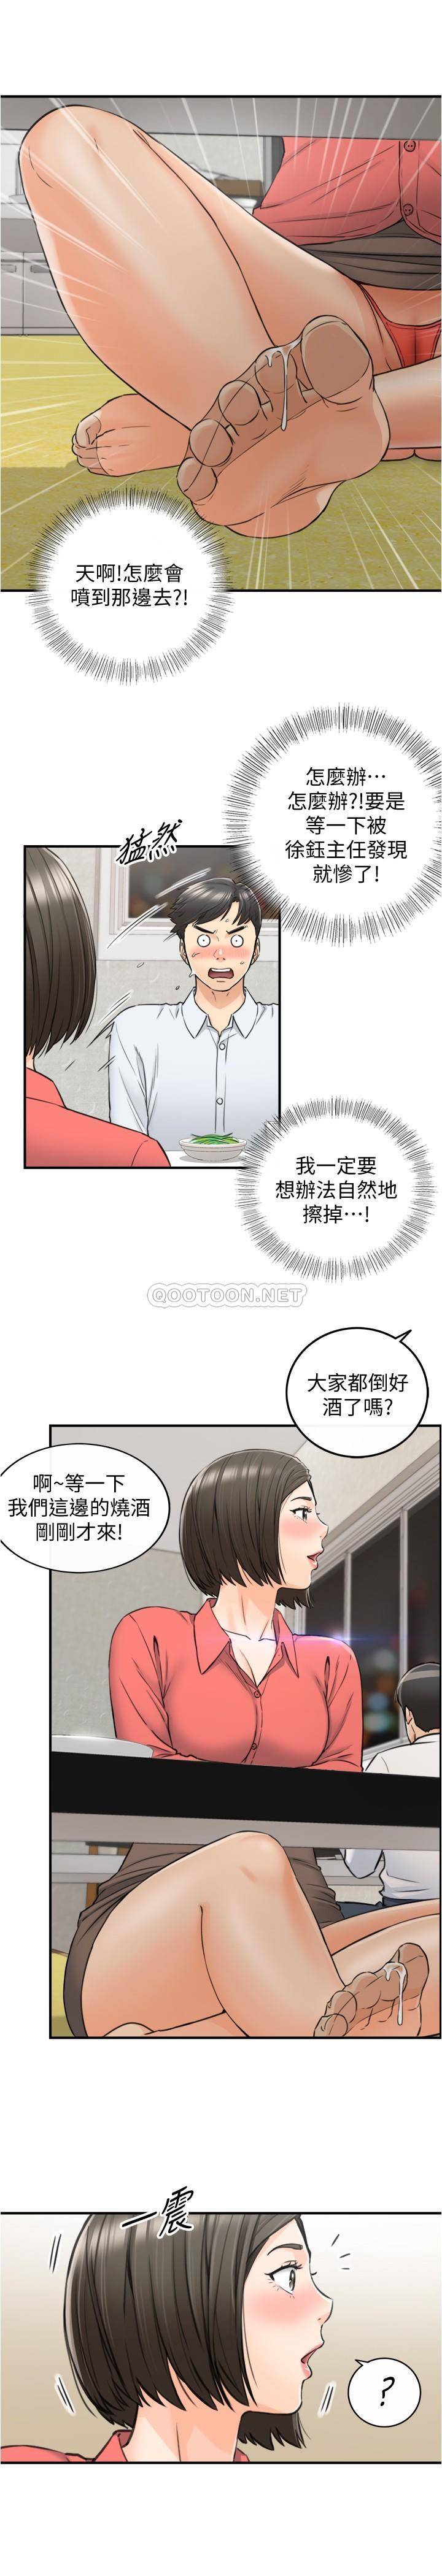 天啊!怎麼會
噴到那邊去?!
怎麼辦…
怎麼辦?!要是
等一下被
徐鈺主任發現
就慘了!
猛然
我一定要
想辦法自然地
擦掉…!
QOOTOON.NET
大家都倒好
酒了嗎?
啊~等一下
我們這邊的燒酒
剛剛才來!
一震
?